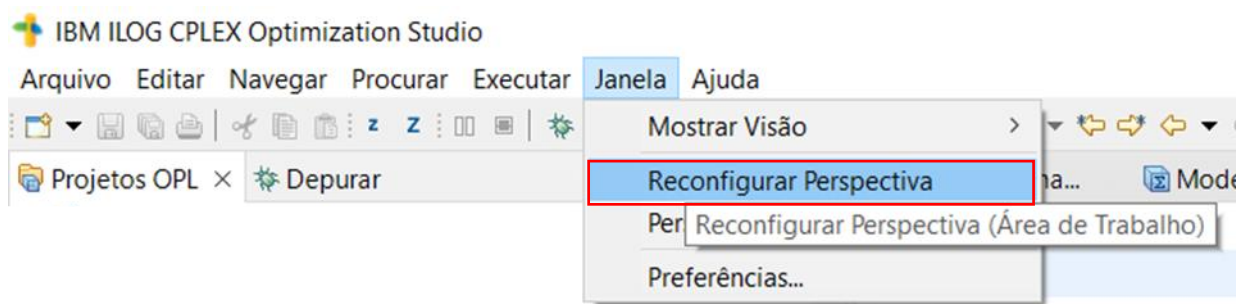 IBM ILOG CPLEX Optimization Studio
Arquivo Editar Navegar Procurar Executar Janela Ajuda
z Z
Mostrar Visão
Projetos OPL Depurar
Reconfigurar Perspectiva
Reconfigurar Perspectiva (Área de Trabalho)
Preferências...